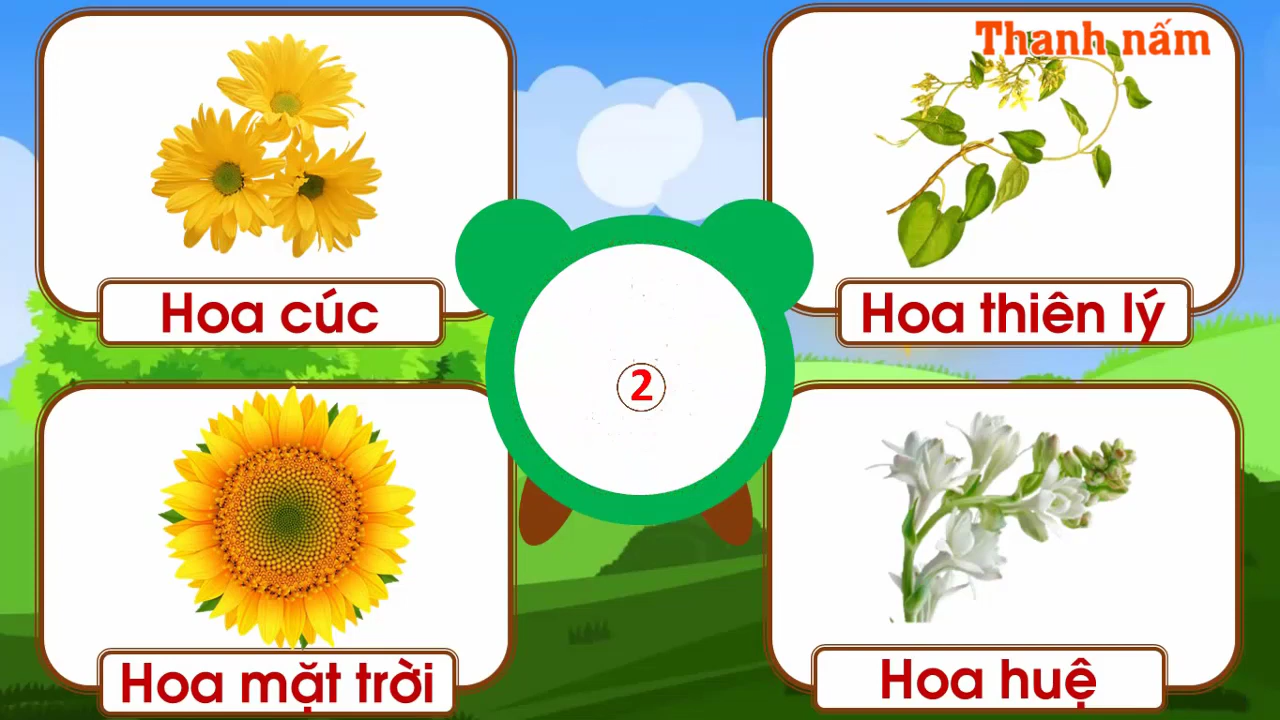 Thanh nấm
Hoa cúc
Hoa thiên lý
2
Hoa mặt trời
Hoa huệ